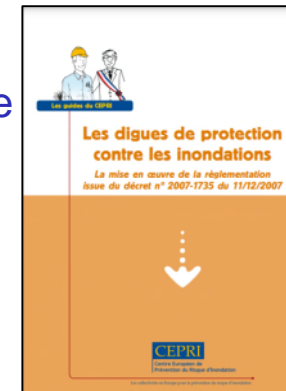 e
Les guides du CEPRI
Les digues de protection
contre les inondations
La mise en œuvre de la réglementation
issue du décret n° 2007-1735 du 11/12/2007
CEPRI
Centre Européen de
Prévention du Risque d'Inondation